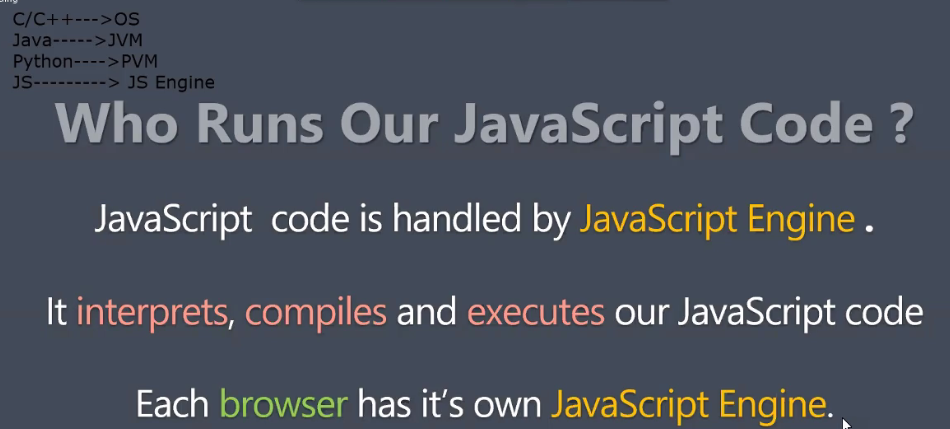 C/C++--->OS
Java----->JVM
Python---->PVM
JS---------> JS Engine
Who Runs Our JavaScript Code ?
JavaScript code is handled by JavaScript Engine .
It interprets, compiles and executes our JavaScript code
Each browser has it's own JavaScript Engine.